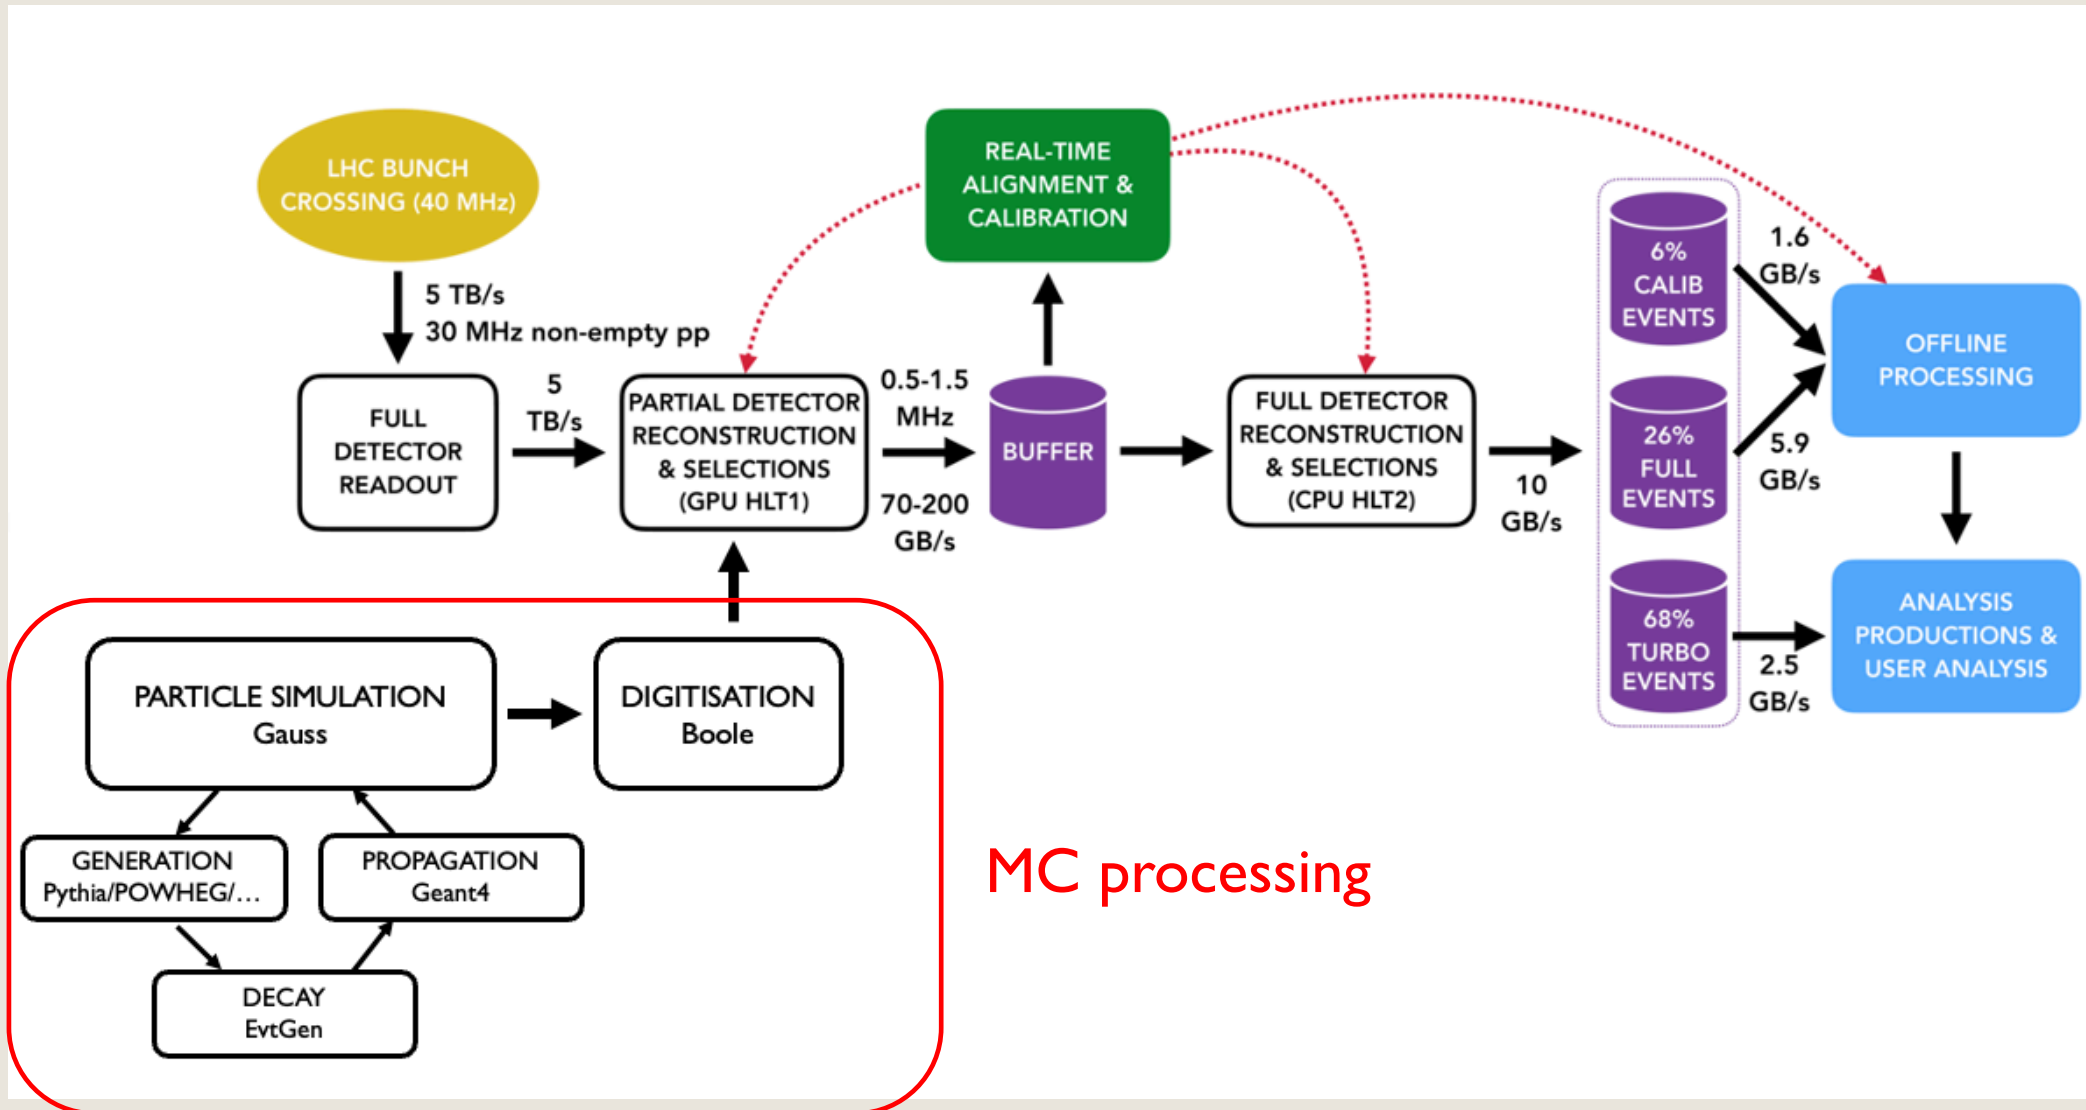 LHC BUNCH
CROSSING (40 MHz)
5 TB/s
30 MHz non-empty pp
FULL
DETECTOR
READOUT
5
TB/s
PARTIAL DETECTOR
RECONSTRUCTION
& SELECTIONS
(GPU HLT1)
0.5-1.5
MHz
70-200
GB/s
REAL-TIME
ALIGNMENT &
CALIBRATION
BUFFER
FULL DETECTOR
RECONSTRUCTION
& SELECTIONS
(CPU HLT2)
10
GB/s
6%
CALIB
EVENTS
26%
FULL
EVENTS
68%
TURBO
EVENTS
1.6
GB/s
5.9
GB/s
2.5
GB/s
OFFLINE
PROCESSING
ANALYSIS
PRODUCTIONS &
USER ANALYSIS
PARTICLE SIMULATION
Gauss
DIGITISATION
Boole
GENERATION
Pythia/POWHEG/...
PROPAGATION
Geant4
DECAY
EvtGen
MC processing